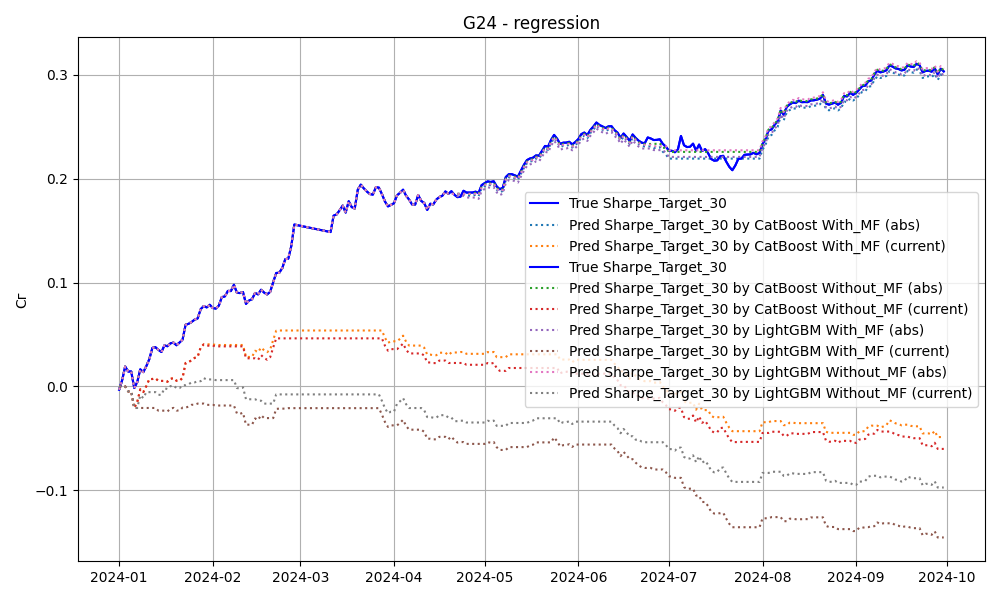 G24 - regression
Cr
0.3
0.2
0.1
0.0
−0.1
True Sharpe_Target_30
Pred Sharpe_Target_30 by CatBoost With_MF (abs)
Pred Sharpe_Target_30 by CatBoost With_MF (current)
True Sharpe_Target_30
Pred Sharpe_Target_30 by CatBoost Without_MF (abs)
Pred Sharpe_Target_30 by CatBoost Without_MF (current)
Pred Sharpe_Target_30 by LightGBM With_MF (abs)
Pred Sharpe_Target_30 by LightGBM With_MF (current)
Pred Sharpe_Target_30 by LightGBM Without_MF (abs)
Pred Sharpe_Target_30 by LightGBM Without_MF (current)
2024-01 2024-02 2024-03 2024-04 2024-05 2024-06 2024-07 2024-08 2024-09 2024-10